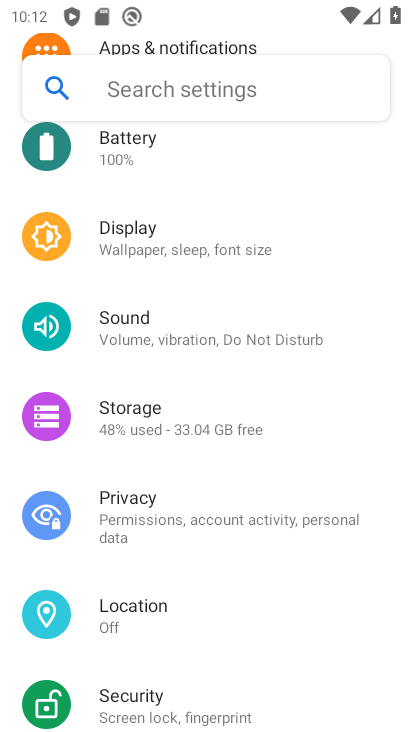 10:12
Apps & notifications
Search settings
Battery
100%
Display
Wallpaper, sleep, font size
Sound
Volume, vibration, Do Not Disturb
Storage
48% used - 33.04 GB free
Privacy
Permissions, account activity, personal
data
Location
Off
Security
Screen lock, fingerprint